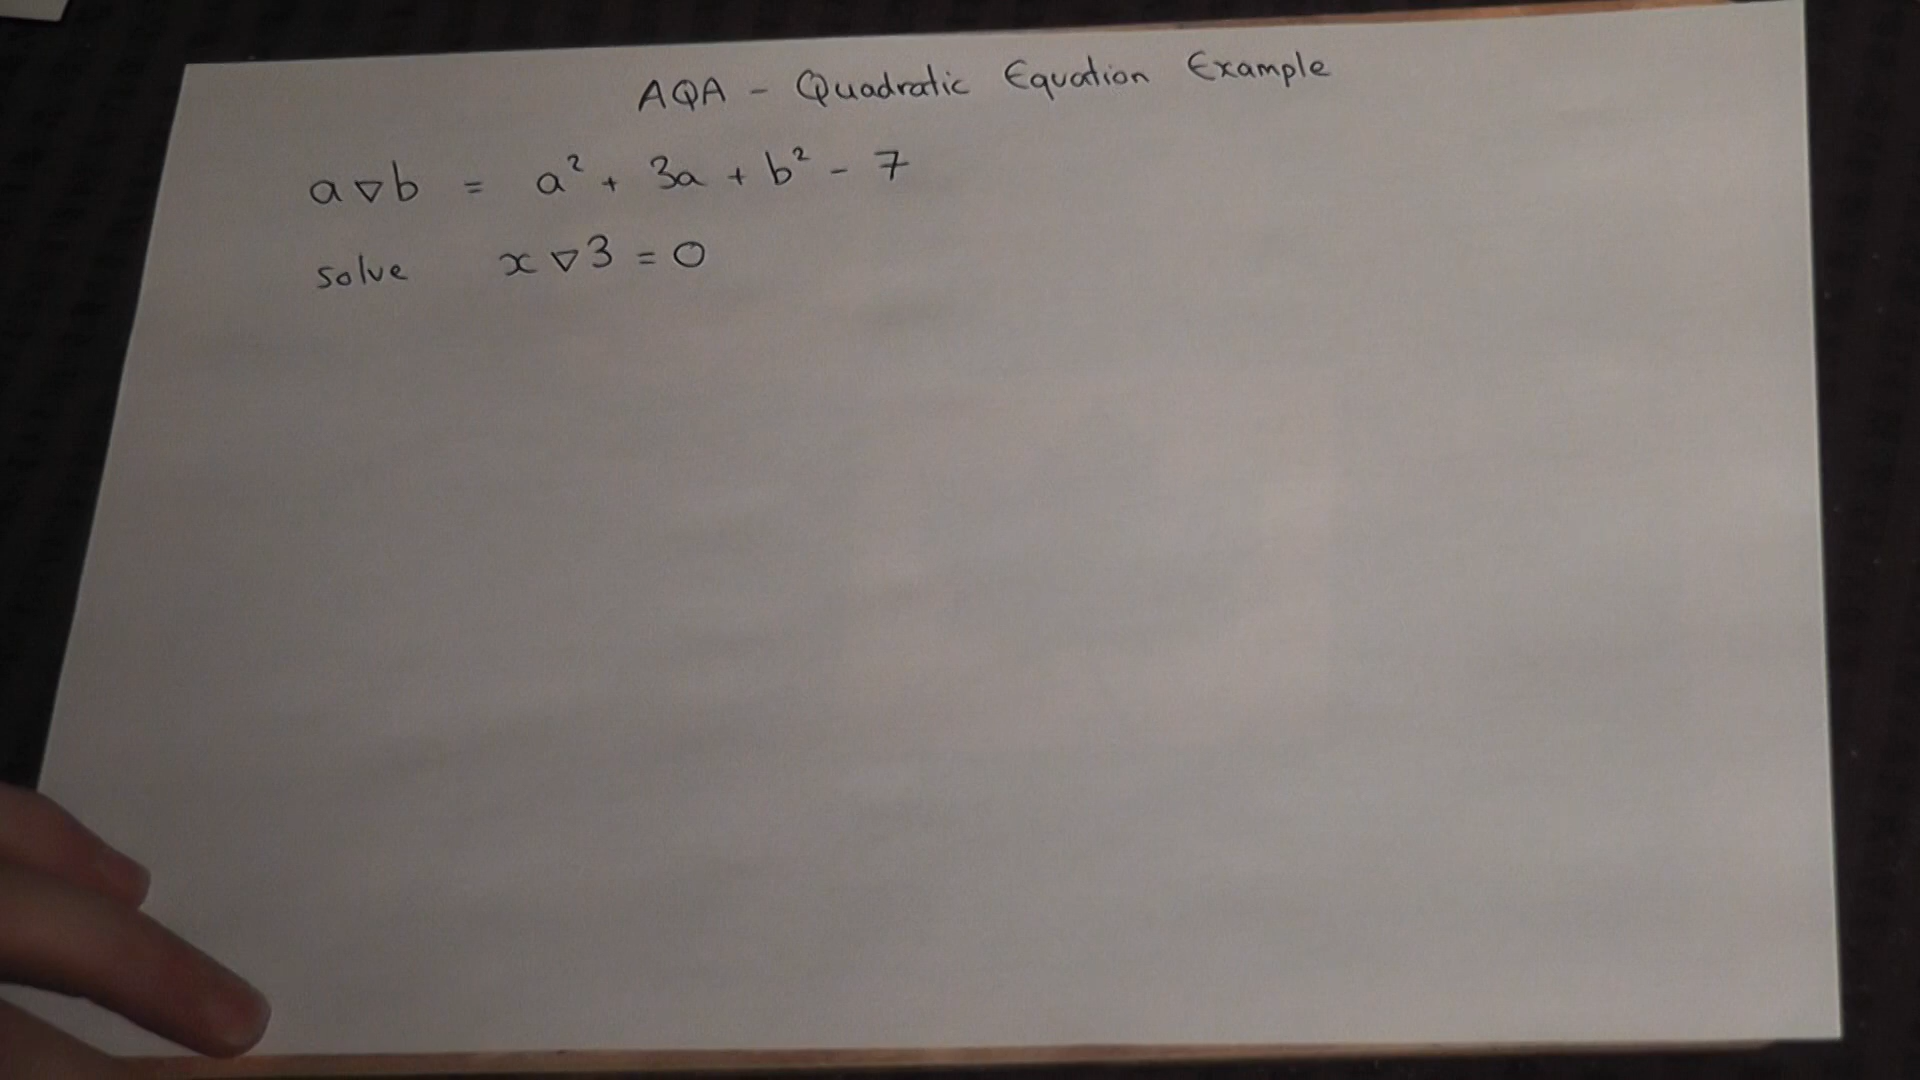 AQA - Quadratic Equation Example
a ▽ b = a² + 3a + b² - 7
solve x ▽ 3 = 0